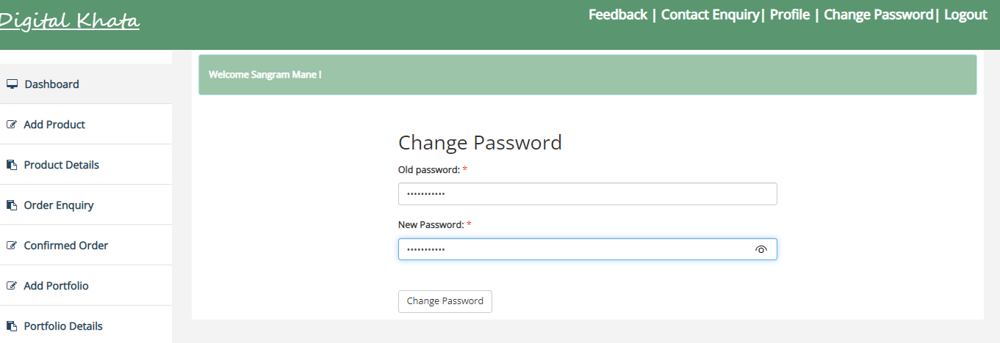 Digital Khata
Feedback | Contact Enquiry| Profile | Change Password| Logout
Dashboard
Add Product
Product Details
Order Enquiry
Confirmed Order
Add Portfolio
Portfolio Details
Welcome Sangram Mane !
Change Password
Old password: *
•••••••••••
New Password: *
•••••••••••
Change Password